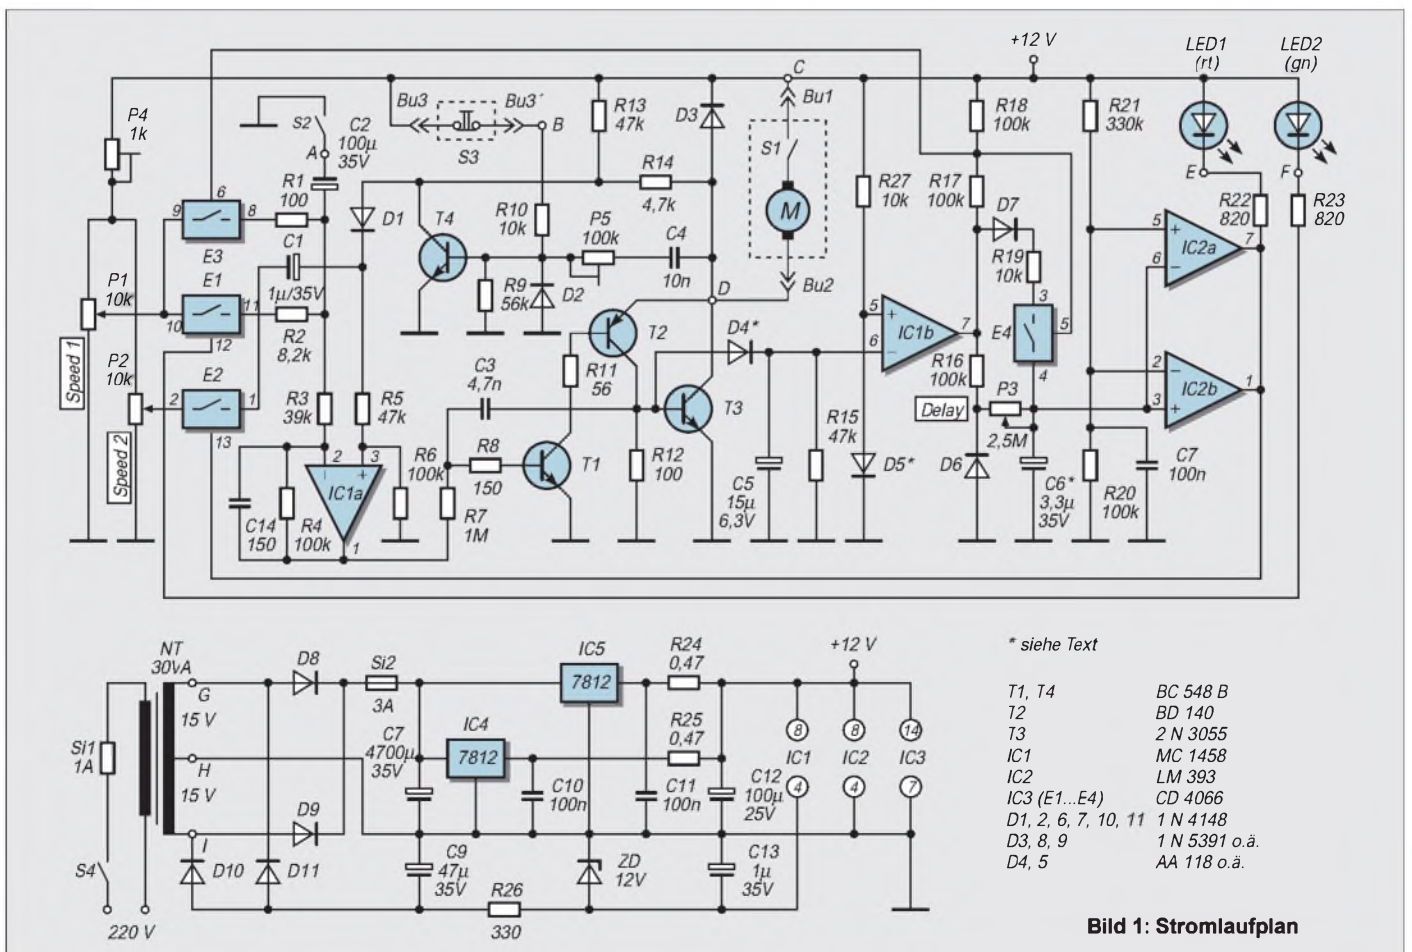 +12 V
LED1
(rt)
LED2
(gn)
P4
1k
S2
A
C2
100µ
35V
Bu3
Bu3´
B
S3
R13
47k
D3
C
Bu1
S1
M
Bu2
R18
100k
R21
330k
E
F
R22
820
R23
820
R1
100
R14
4,7k
R27
10k
R17
100k
D7
6
9
8
E3
D1
T4
R10
10k
P5
100k
C4
10n
R19
10k
5
+
6
−
7
IC2a
C1
1µ/35V
P1
10k
Speed 1
E1
10
11
12
R2
8,2k
R9
56k
D2
D
T2
D4*
5
+
6
−
7
IC1b
3
E4
5
4
P2
10k
Speed 2
E2
2
1
13
R3
39k
R5
47k
C3
4,7n
R11
56
T3
R16
100k
Delay
P3
2,5M
2
−
3
+
1
IC2b
2
3
−
+
IC1a
1
R6
100k
R8
150
T1
R12
100
R15
47k
D5*
D6
C7
100n
C14
150
R4
100k
R7
1M
C5
15µ
6,3V
C6*
3,3µ
35V
R20
100k
NT
30VA
G
15 V
H
15 V
I
D8
Si2
3A
IC5
7812
R24
0,47
+12 V
Si1
1A
C7
4700µ
35V
IC4
7812
R25
0,47
8
IC1
4
8
IC2
4
14
IC3
7
C10
100n
C11
100n
C12
100µ
25V
D9
S4
D10
D11
C9
47µ
35V
ZD
12V
C13
1µ
35V
R26
330
220 V
* siehe Text
T1, T4 BC 548 B
T2 BD 140
T3 2 N 3055
IC1 MC 1458
IC2 LM 393
IC3 (E1...E4) CD 4066
D1, 2, 6, 7, 10, 11 1 N 4148
D3, 8, 9 1 N 5391 o.ä.
D4, 5 AA 118 o.ä.
Bild 1: Stromlaufplan